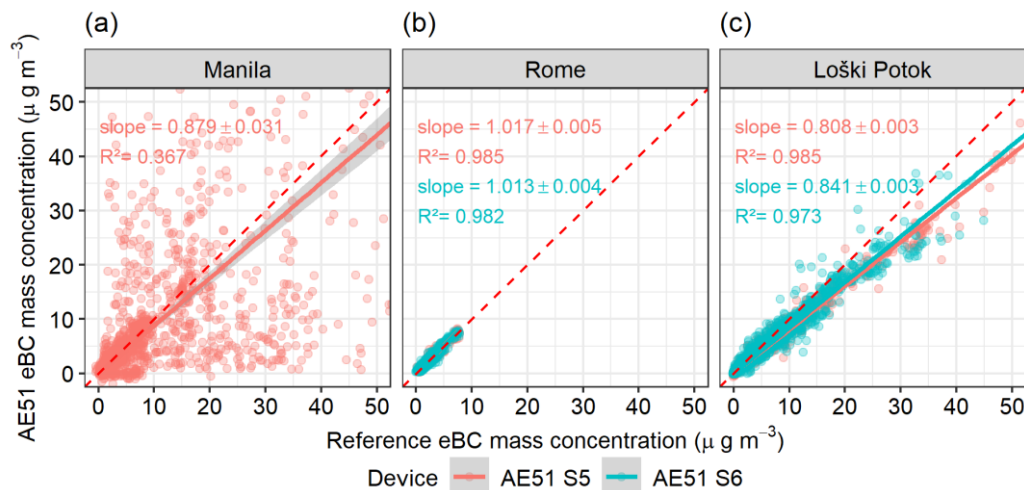 (a)
(b)
(c)
Manila
Rome
Loški Potok
AE51 eBC mass concentration (μ g m⁻³)
50
40
30
20
10
0
slope = 0.879 ± 0.031
R²= 0.367
slope = 1.017 ± 0.005
R²= 0.985
slope = 1.013 ± 0.004
R²= 0.982
slope = 0.808 ± 0.003
R²= 0.985
slope = 0.841 ± 0.003
R²= 0.973
0 10 20 30 40 50
0 10 20 30 40 50
0 10 20 30 40 50
Reference eBC mass concentration (μ g m⁻³)
Device AE51 S5 AE51 S6